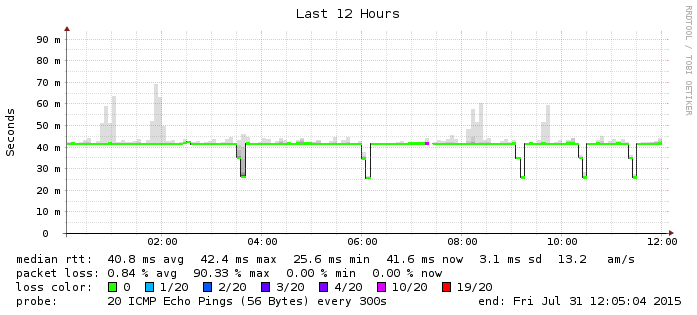 Last 12 Hours
RRDTOOL / TOBI OETIKER
Seconds
90 m
80 m
70 m
60 m
50 m
40 m
30 m
20 m
10 m
0
02:00 04:00 06:00 08:00 10:00 12:00
median rtt: 40.8 ms avg 42.4 ms max 25.6 ms min 41.6 ms now 3.1 ms sd 13.2 am/s
packet loss: 0.84 % avg 90.33 % max 0.00 % min 0.00 % now
loss color: 0 1/20 2/20 3/20 4/20 10/20 19/20
probe: 20 ICMP Echo Pings (56 Bytes) every 300s end: Fri Jul 31 12:05:04 2015